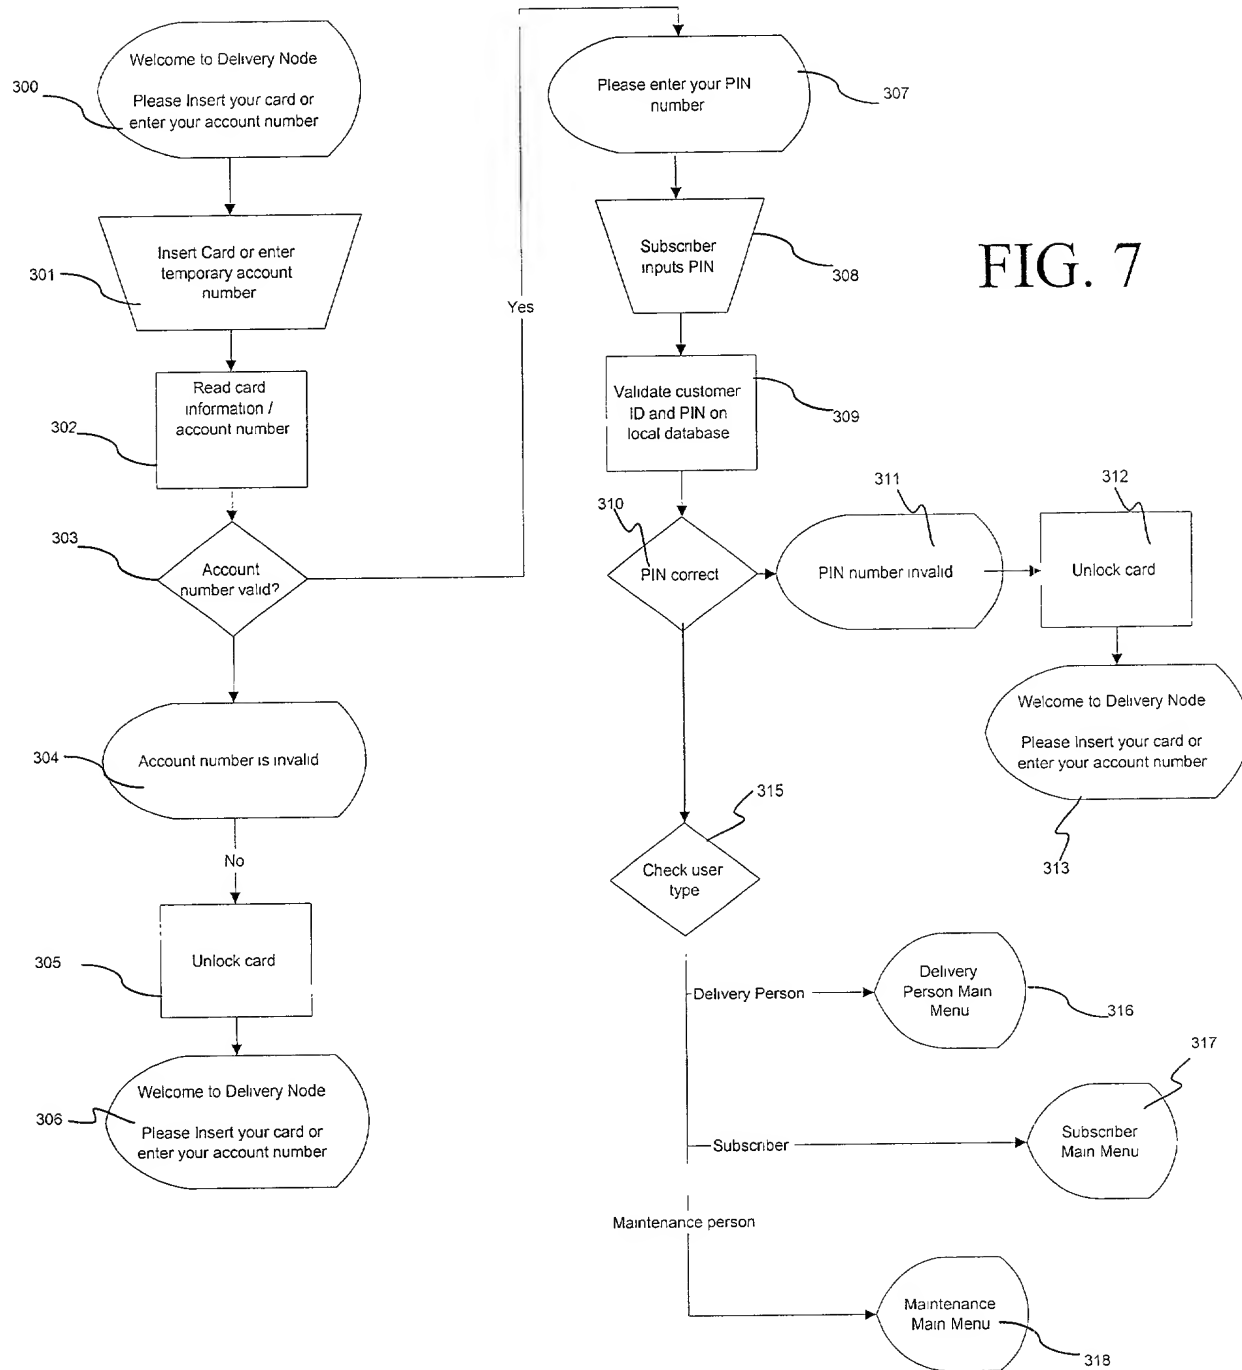 Welcome to Delivery Node
Please Insert your card or
enter your account number
300
Insert Card or enter
temporary account
number
301
Read card
information /
account number
302
303
Account
number valid?
Yes
304
Account number is invalid
No
305
Unlock card
Welcome to Delivery Node
306
Please Insert your card or
enter your account number
Please enter your PIN
number
307
Subscriber
inputs PIN
308
FIG. 7
Validate customer
ID and PIN on
local database
309
310
PIN correct
311
PIN number invalid
312
Unlock card
Welcome to Delivery Node
Please Insert your card or
enter your account number
313
315
Check user
type
Delivery Person
Delivery
Person Main
Menu
316
317
Subscriber
Subscriber
Main Menu
Maintenance person
Maintenance
Main Menu
318